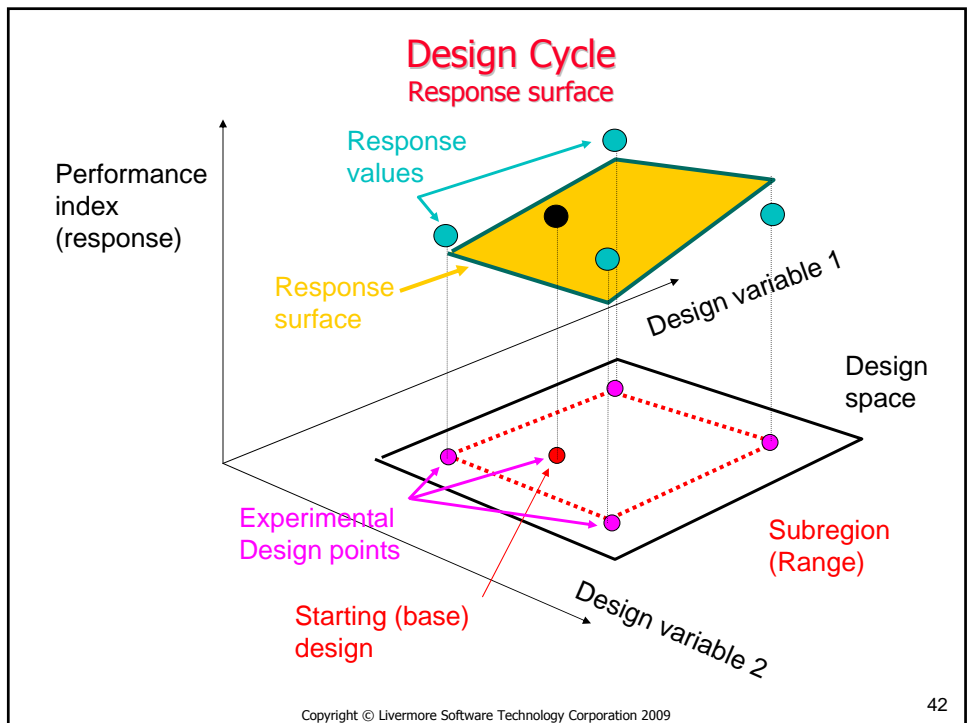 Design Cycle
Response surface
Response
values
Performance
index
(response)
Response
surface
Design variable 1
Design
space
Experimental
Design points
Subregion
(Range)
Starting (base)
design
Design variable 2
Copyright © Livermore Software Technology Corporation 2009
42